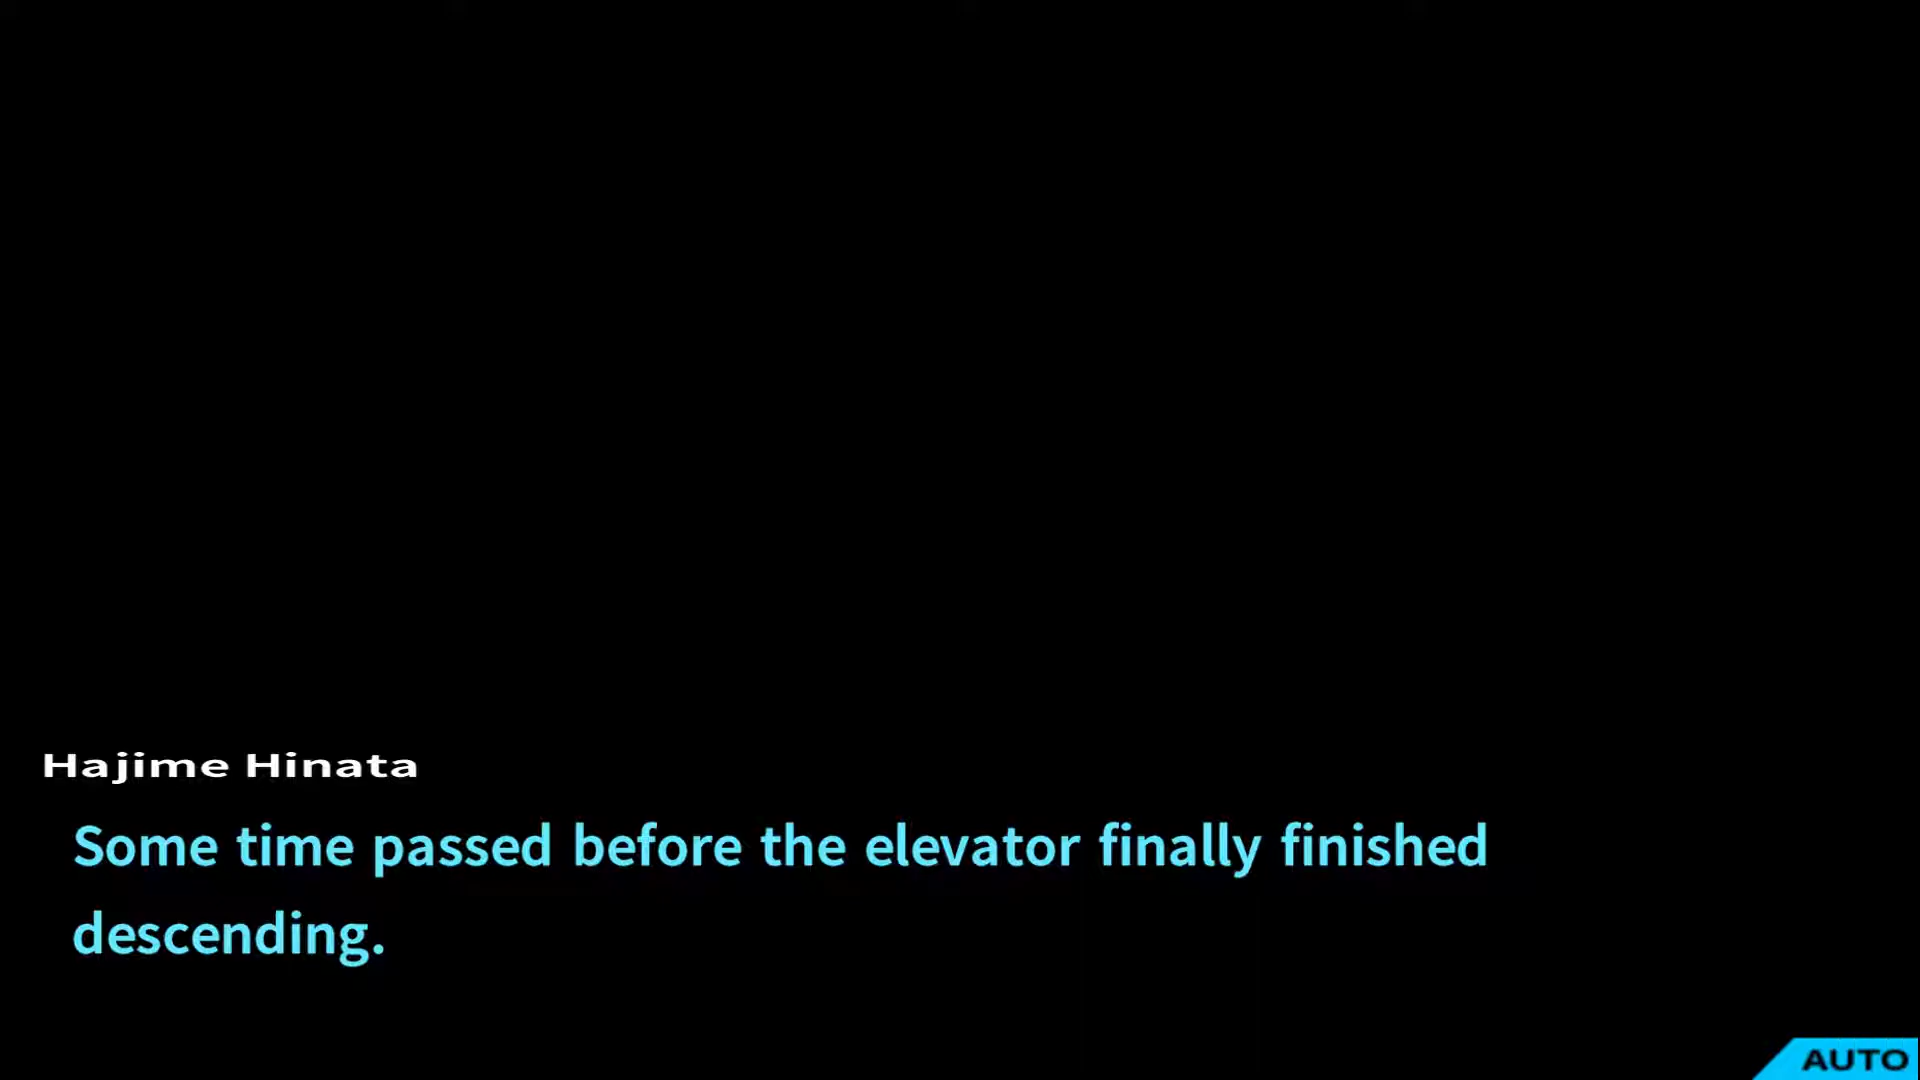 Hajime Hinata
Some time passed before the elevator finally finished
descending.
AUTO